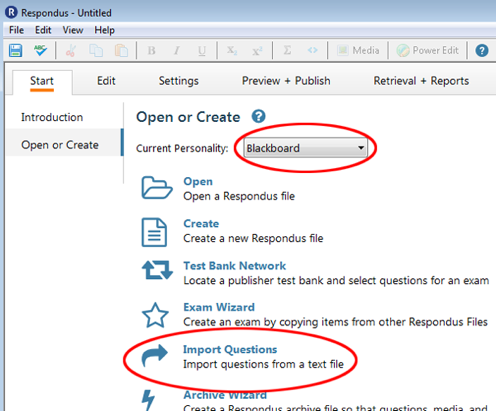 Respondus - Untitled
File Edit View Help
ABC B I U X₁ X² Σ <> Media Power Edit ?
Start Edit Settings Preview + Publish Retrieval + Reports
Introduction
Open or Create
Open or Create ?
Current Personality: Blackboard
Open
Open a Respondus file
Create
Create a new Respondus file
Test Bank Network
Locate a publisher test bank and select questions for an exam
Exam Wizard
Create an exam by copying items from other Respondus Files
Import Questions
Import questions from a text file
Archive Wizard
Create a Respondus archive file so that questions, media, and